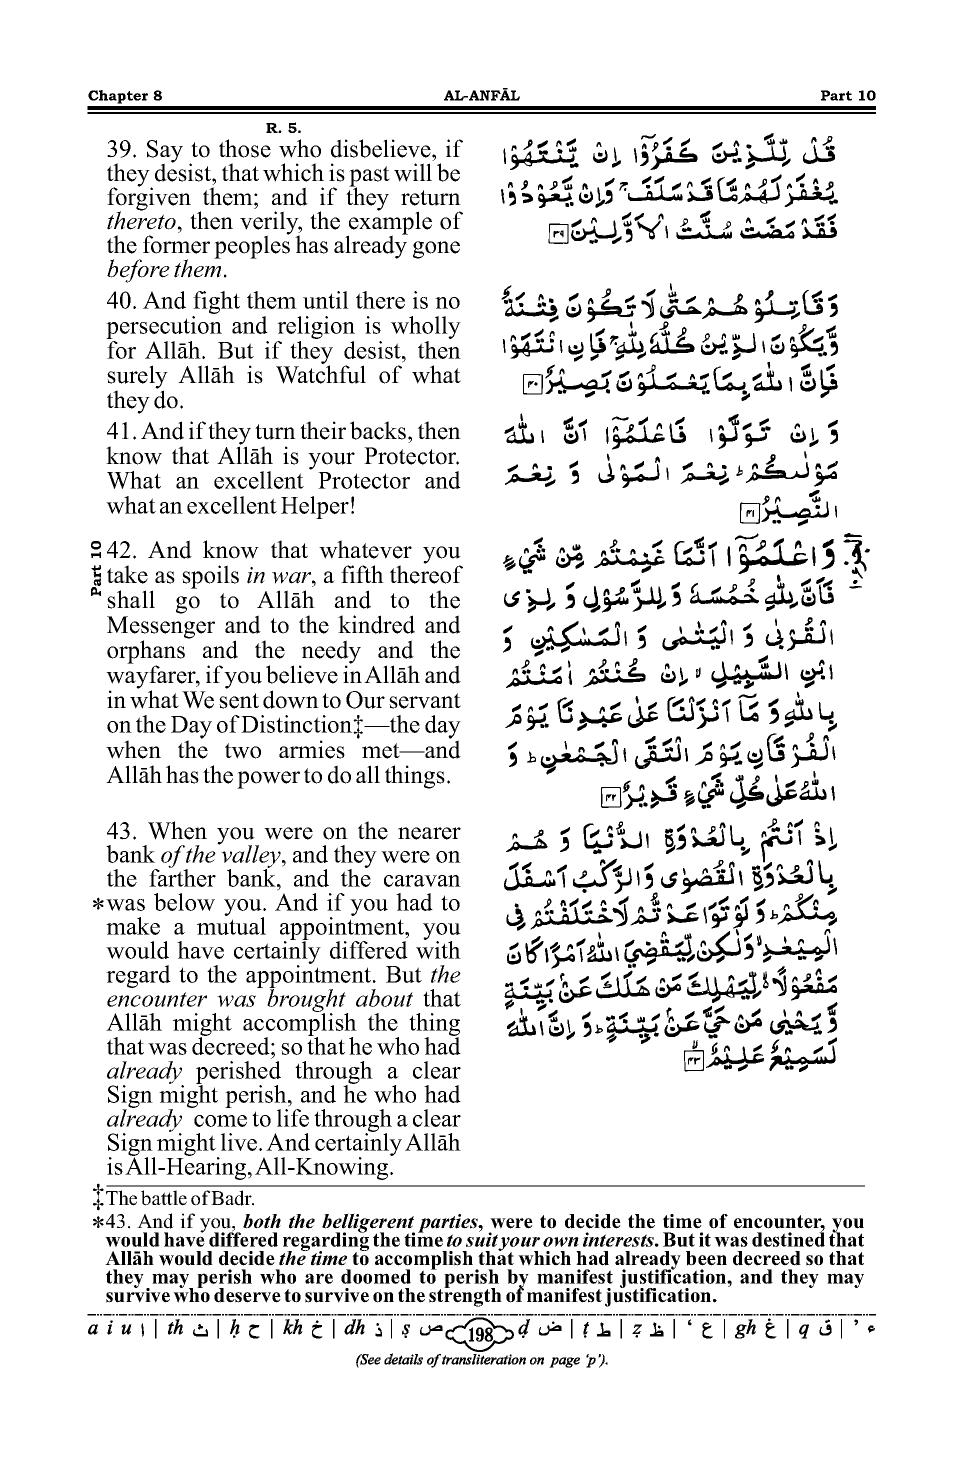 Chapter 8 AL-ANFĀL Part 10
R. 5.
39. Say to those who disbelieve, if
they desist, that which is past will be
forgiven them; and if they return
thereto, then verily, the example of
the former peoples has already gone
before them.
40. And fight them until there is no
persecution and religion is wholly
for Allāh. But if they desist, then
surely Allāh is Watchful of what
they do.
41. And if they turn their backs, then
know that Allāh is your Protector.
What an excellent Protector and
what an excellent Helper!
Part 10
42. And know that whatever you
take as spoils in war, a fifth thereof
shall go to Allāh and to the
Messenger and to the kindred and
orphans and the needy and the
wayfarer, if you believe in Allāh and
in what We sent down to Our servant
on the Day of Distinction‡—the day
when the two armies met—and
Allāh has the power to do all things.
43. When you were on the nearer
bank of the valley, and they were on
the farther bank, and the caravan
*was below you. And if you had to
make a mutual appointment, you
would have certainly differed with
regard to the appointment. But the
encounter was brought about that
Allāh might accomplish the thing
that was decreed; so that he who had
already perished through a clear
Sign might perish, and he who had
already come to life through a clear
Sign might live. And certainly Allāh
is All-Hearing, All-Knowing.
قُلْ لِّلَّذِيْنَ كَفَرُوْۤا اِنْ يَّنْتَهُوْا
يُغْفَرْ لَهُمْ مَّا قَدْ سَلَفَ ۚ وَاِنْ يَّعُوْدُوْا
فَقَدْ مَضَتْ سُنَّتُ الْاَوَّلِيْنَ ۳۹
وَقَاتِلُوْهُمْ حَتّٰى لَا تَكُوْنَ فِتْنَةٌ
وَّيَكُوْنَ الدِّيْنُ كُلُّهٗ لِلّٰهِ ۚ فَاِنِ انْتَهَوْا
فَاِنَّ اللّٰهَ بِمَا يَعْمَلُوْنَ بَصِيْرٌ ۴۰
وَ اِنْ تَوَلَّوْا فَاعْلَمُوْۤا اَنَّ اللّٰهَ
مَوْلٰىكُمْ ؕ نِعْمَ الْمَوْلٰى وَ نِعْمَ
النَّصِيْرُ ۴۱
وَاعْلَمُوْۤا اَنَّمَا غَنِمْتُمْ مِّنْ شَيْءٍ
فَاَنَّ لِلّٰهِ خُمُسَهٗ وَ لِلرَّسُوْلِ وَ لِذِى
الْقُرْبٰى وَ الْيَتٰمٰى وَ الْمَسٰكِيْنِ وَ
ابْنِ السَّبِيْلِ ۙ اِنْ كُنْتُمْ اٰمَنْتُمْ
بِاللّٰهِ وَ مَاۤ اَنْزَلْنَا عَلٰى عَبْدِنَا يَوْمَ
الْفُرْقَانِ يَوْمَ الْتَقَى الْجَمْعٰنِ ؕ وَ
اللّٰهُ عَلٰى كُلِّ شَيْءٍ قَدِيْرٌ ۴۲
اِذْ اَنْتُمْ بِالْعُدْوَةِ الدُّنْيَا وَ هُمْ
بِالْعُدْوَةِ الْقُصْوٰى وَالرَّكْبُ اَسْفَلَ
مِنْكُمْ ؕ وَ لَوْ تَوَاعَدْتُّمْ لَاخْتَلَفْتُمْ فِى
الْمِيْعٰدِ ۙ وَلٰكِنْ لِّيَقْضِيَ اللّٰهُ اَمْرًا كَانَ
مَفْعُوْلًا ۙ لِّيَهْلِكَ مَنْ هَلَكَ عَنْۢ بَيِّنَةٍ
وَّ يَحْيٰى مَنْ حَيَّ عَنْۢ بَيِّنَةٍ ؕ وَ اِنَّ اللّٰهَ
لَسَمِيْعٌ عَلِيْمٌ ۴۳
‡The battle of Badr.
*43. And if you, both the belligerent parties, were to decide the time of encounter, you
would have differed regarding the time to suit your own interests. But it was destined that
Allāh would decide the time to accomplish that which had already been decreed so that
they may perish who are doomed to perish by manifest justification, and they may
survive who deserve to survive on the strength of manifest justification.
a i u ا | th ث | ḥ ح | kh خ | dh ذ | ṣ ص 198 ḍ ض | ṭ ط | ẓ ظ | ‘ ع | gh غ | q ق | ’ ء
(See details of transliteration on page ‘p’).